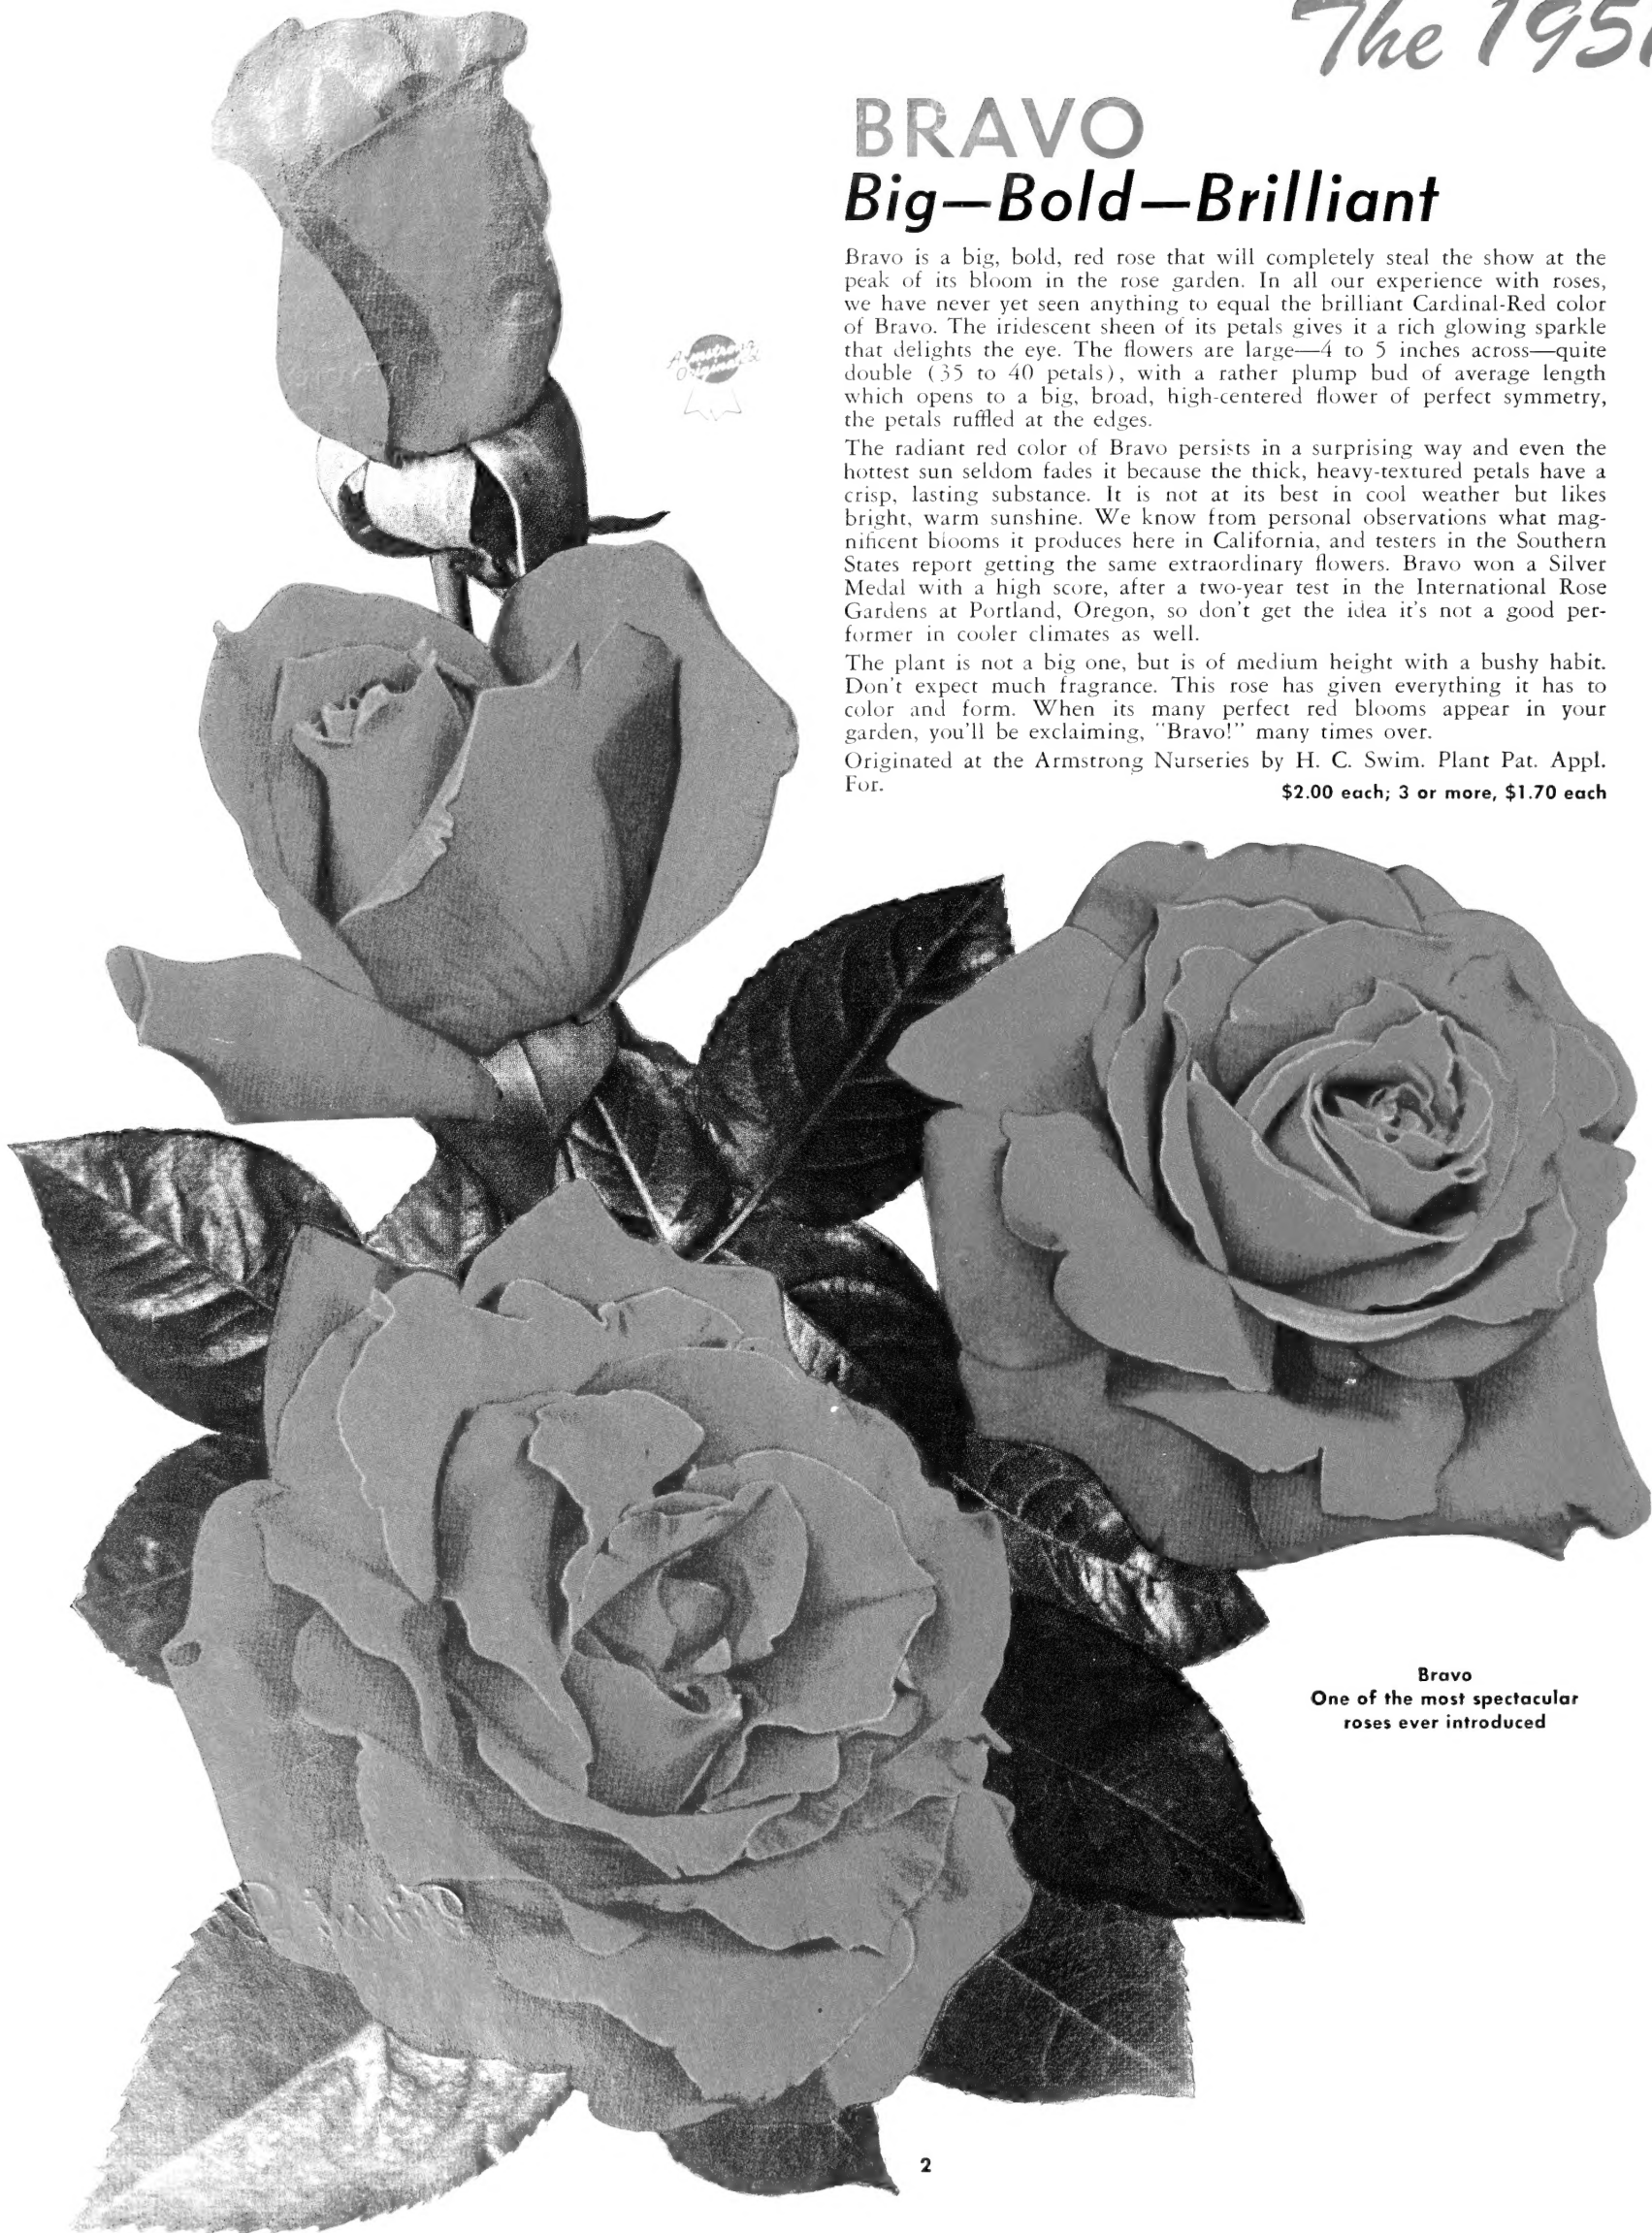 The 195
BRAVO
Big—Bold—Brilliant
Bravo is a big, bold, red rose that will completely steal the show at the
peak of its bloom in the rose garden. In all our experience with roses,
we have never yet seen anything to equal the brilliant Cardinal-Red color
of Bravo. The iridescent sheen of its petals gives it a rich glowing sparkle
that delights the eye. The flowers are large—4 to 5 inches across—quite
double (35 to 40 petals), with a rather plump bud of average length
which opens to a big, broad, high-centered flower of perfect symmetry,
the petals ruffled at the edges.
The radiant red color of Bravo persists in a surprising way and even the
hottest sun seldom fades it because the thick, heavy-textured petals have a
crisp, lasting substance. It is not at its best in cool weather but likes
bright, warm sunshine. We know from personal observations what mag-
nificent blooms it produces here in California, and testers in the Southern
States report getting the same extraordinary flowers. Bravo won a Silver
Medal with a high score, after a two-year test in the International Rose
Gardens at Portland, Oregon, so don't get the idea it's not a good per-
former in cooler climates as well.
The plant is not a big one, but is of medium height with a bushy habit.
Don't expect much fragrance. This rose has given everything it has to
color and form. When its many perfect red blooms appear in your
garden, you'll be exclaiming, "Bravo!" many times over.
Originated at the Armstrong Nurseries by H. C. Swim. Plant Pat. Appl.
For.
$2.00 each; 3 or more, $1.70 each
Armstrong
Original
Bravo
One of the most spectacular
roses ever introduced
2